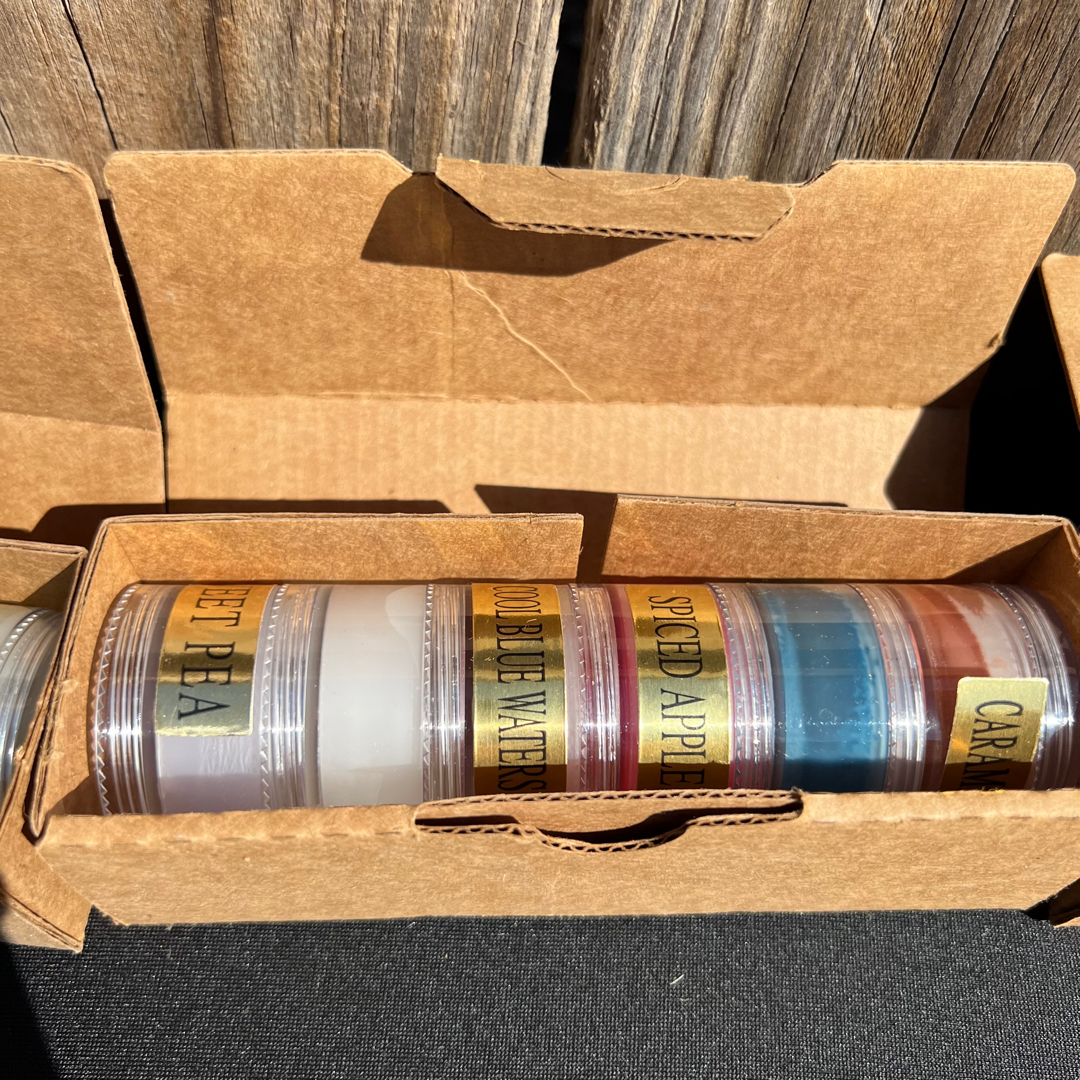 EET PEA
COOL BLUE WATERS
SPICED APPLE
CARAM